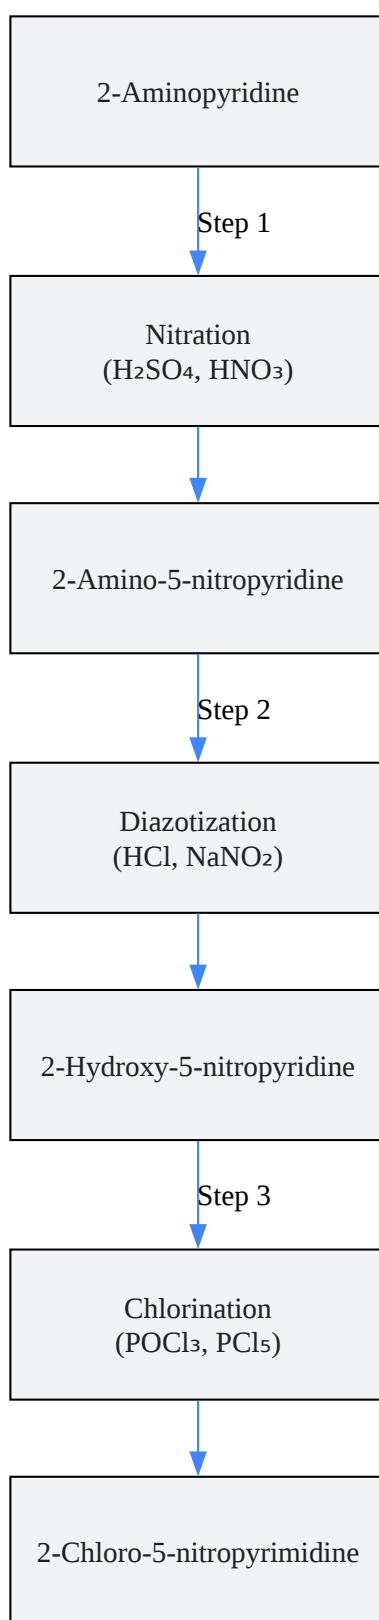 2-Aminopyridine
Step 1
Nitration
(H₂SO₄, HNO₃)
2-Amino-5-nitropyridine
Step 2
Diazotization
(HCl, NaNO₂)
2-Hydroxy-5-nitropyridine
Step 3
Chlorination
(POCl₃, PCl₅)
2-Chloro-5-nitropyrimidine